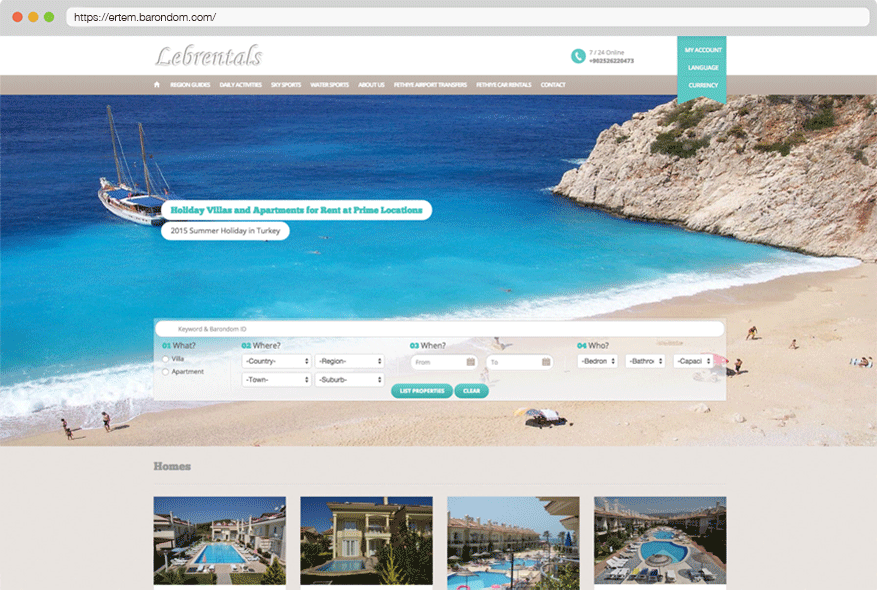 https://ertem.barondom.com/
Lebrentals
7 / 24 Online
+902526220473
MY ACCOUNT
LANGUAGE
CURRENCY
REGION GUIDES DAILY ACTIVITIES SKY SPORTS WATER SPORTS ABOUT US FETHIYE AIRPORT TRANSFERS FETHIYE CAR RENTALS CONTACT
Holiday Villas and Apartments for Rent at Prime Locations
2015 Summer Holiday in Turkey
Keyword & Barondom ID
01 What?
Villa
Apartment
02 Where?
-Country- -Region-
-Town- -Suburb-
03 When?
From To
04 Who?
-Bedron -Bathro -Capaci
LIST PROPERTIES CLEAR
Homes